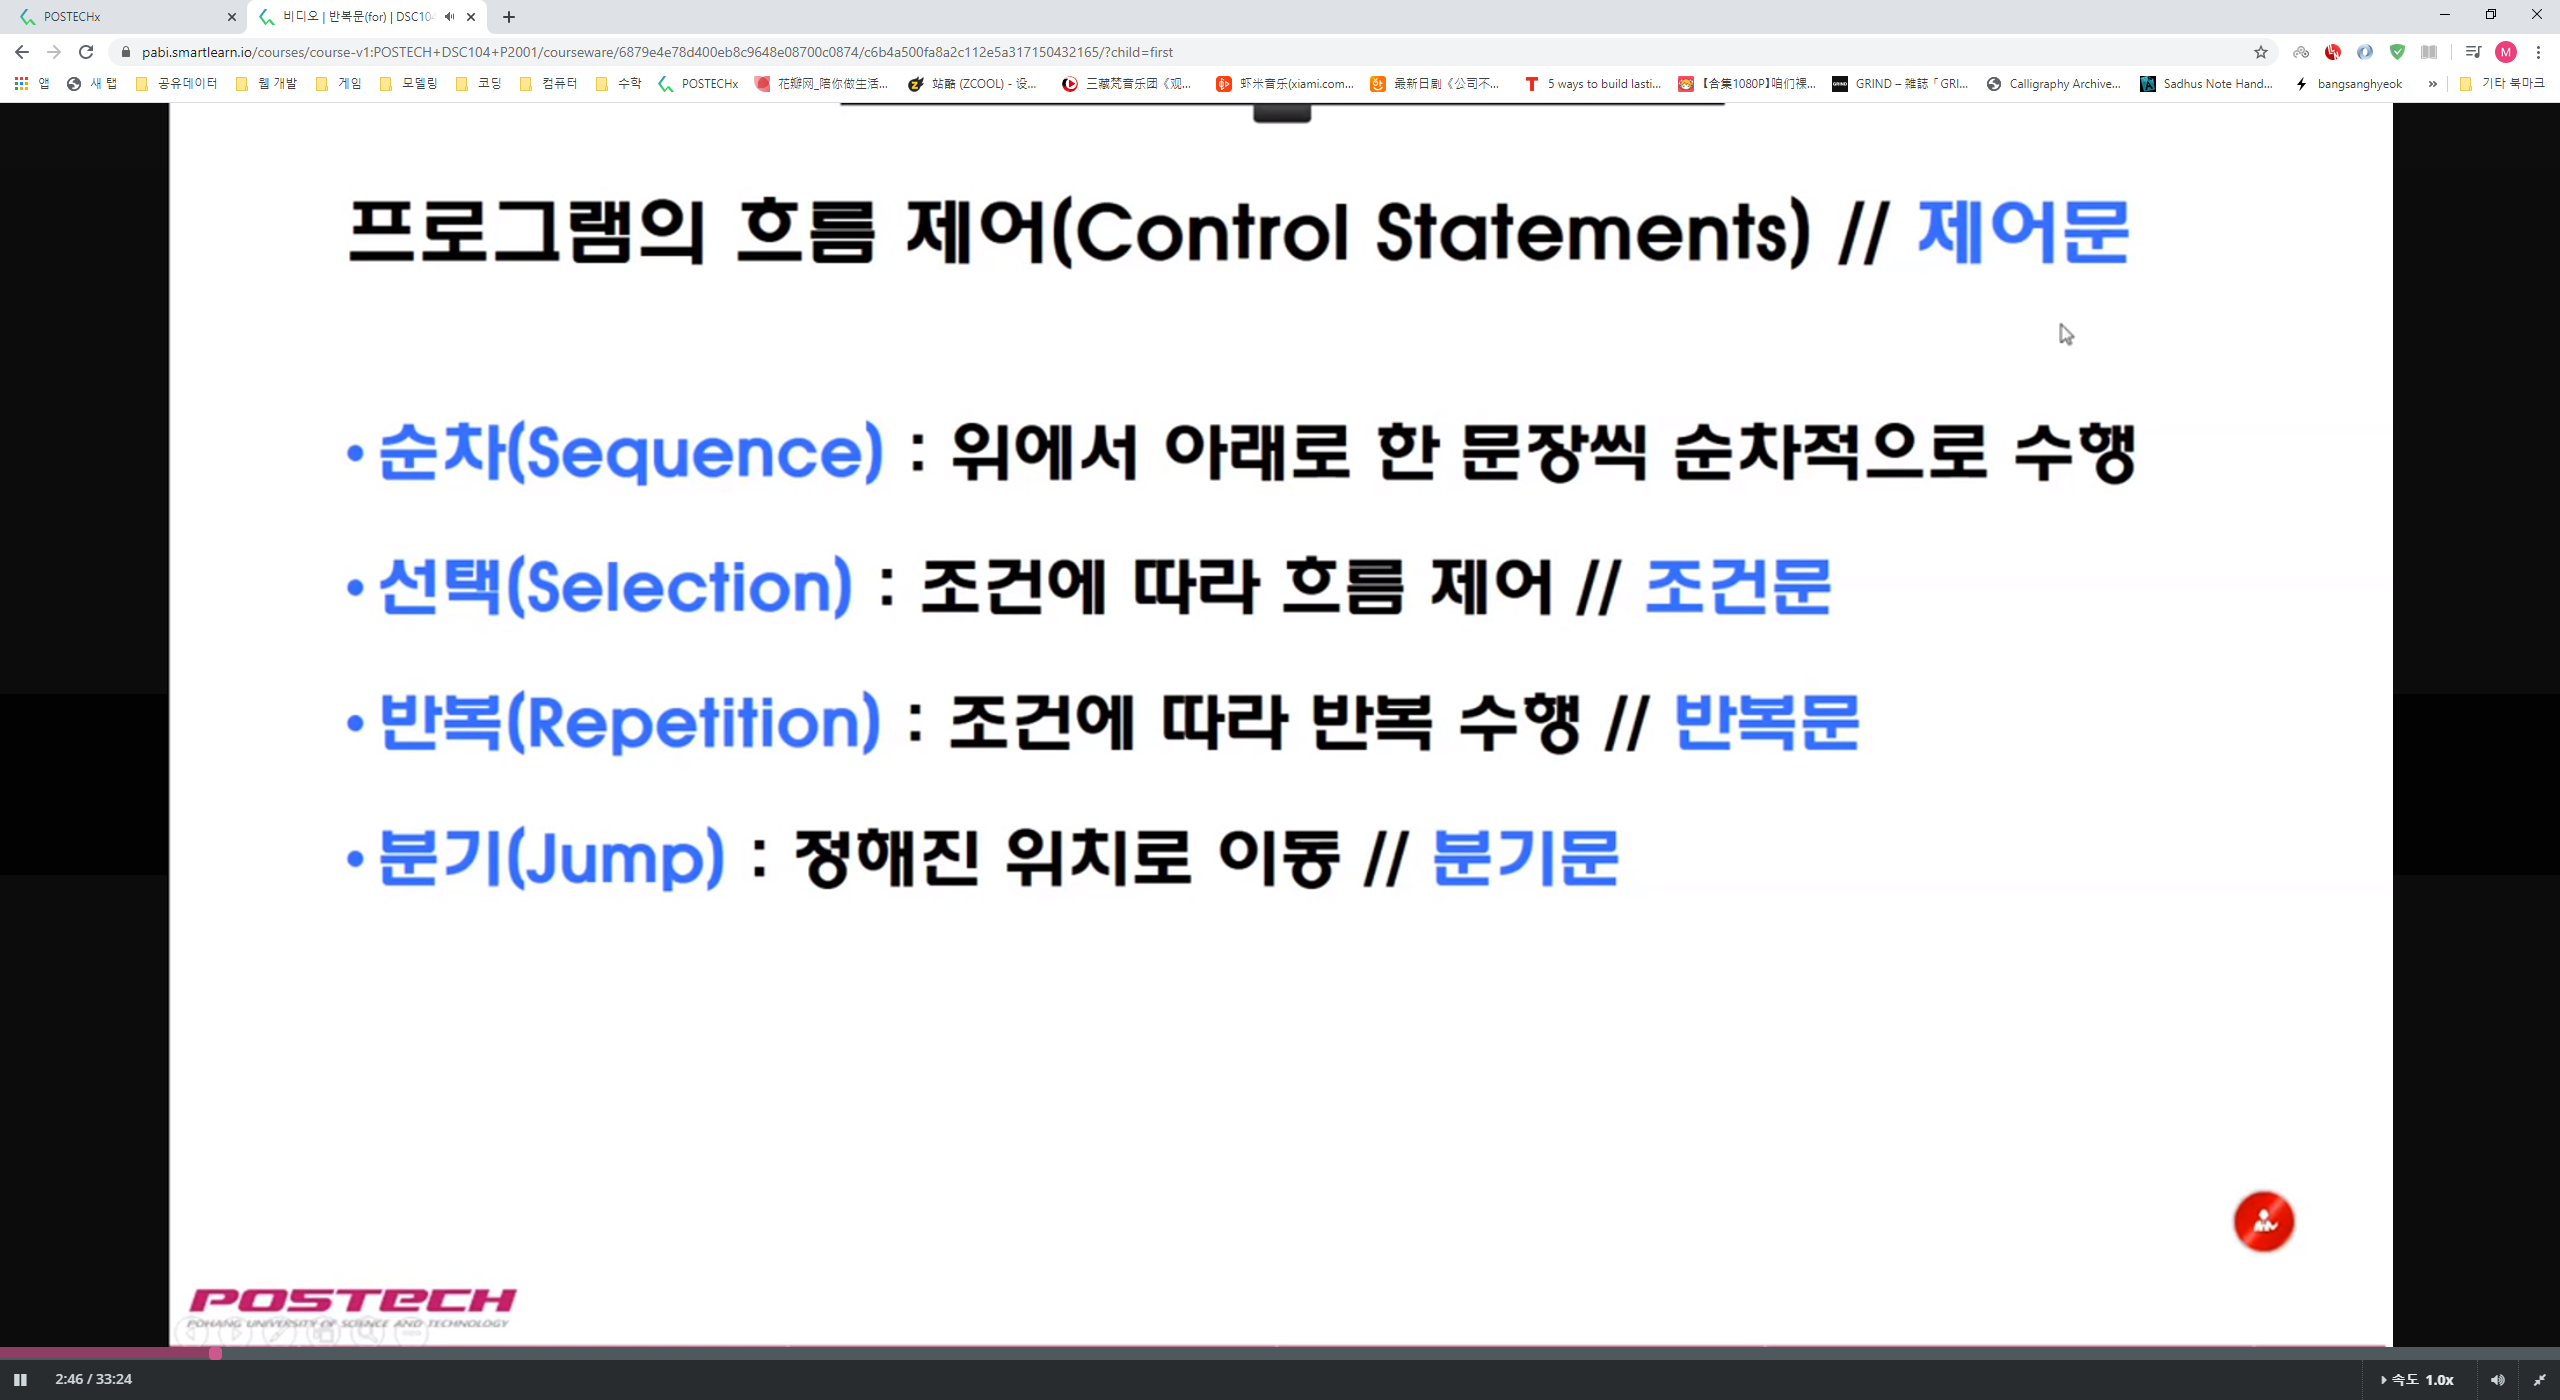 POSTECHx
비디오 | 반복문(for) | DSC10
pabi.smartlearn.io/courses/course-v1:POSTECH+DSC104+P2001/courseware/6879e4e78d400eb8c9648e08700c0874/c6b4a500fa8a2c112e5a317150432165/?child=first
M
앱 새 탭 공유데이터 웹 개발 게임 모델링 코딩 컴퓨터 수학 POSTECHx 花瓣网_陪你做生活... 站酷 (ZCOOL) - 设... 三藏梵音乐团《观... 虾米音乐(xiami.com... 最新日剧《公司不... 5 ways to build lasti... 【合集1080P】咱们裸... GRIND – 雑誌「GRI... Calligraphy Archive... Sadhus Note Hand... bangsanghyeok » 기타 북마크
프로그램의 흐름 제어(Control Statements) // 제어문
• 순차(Sequence) : 위에서 아래로 한 문장씩 순차적으로 수행
• 선택(Selection) : 조건에 따라 흐름 제어 // 조건문
• 반복(Repetition) : 조건에 따라 반복 수행 // 반복문
• 분기(Jump) : 정해진 위치로 이동 // 분기문
POSTECH
POHANG UNIVERSITY OF SCIENCE AND TECHNOLOGY
2:46 / 33:24
속도 1.0x